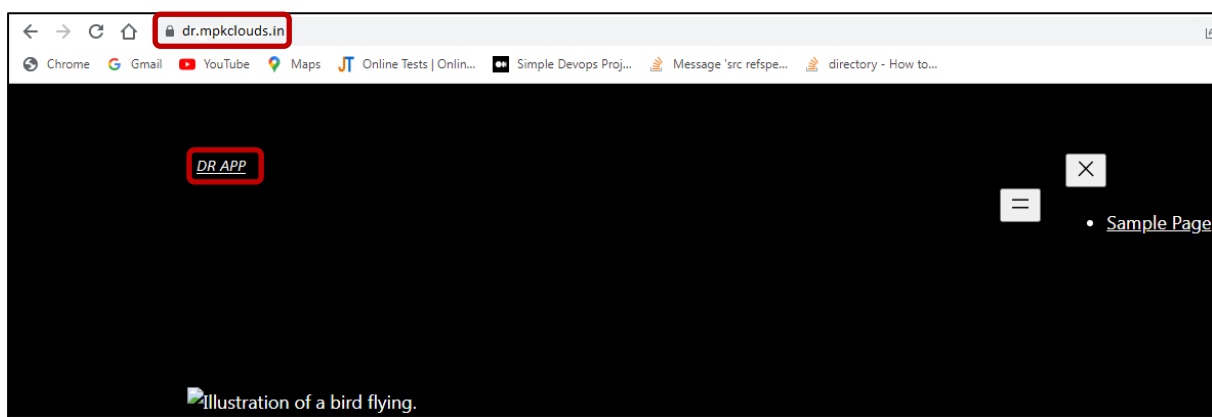 dr.mpkclouds.in
Chrome Gmail YouTube Maps JT Online Tests | Onlin... Simple Devops Proj... Message 'src refspe... directory - How to...
DR APP
Sample Page
Illustration of a bird flying.